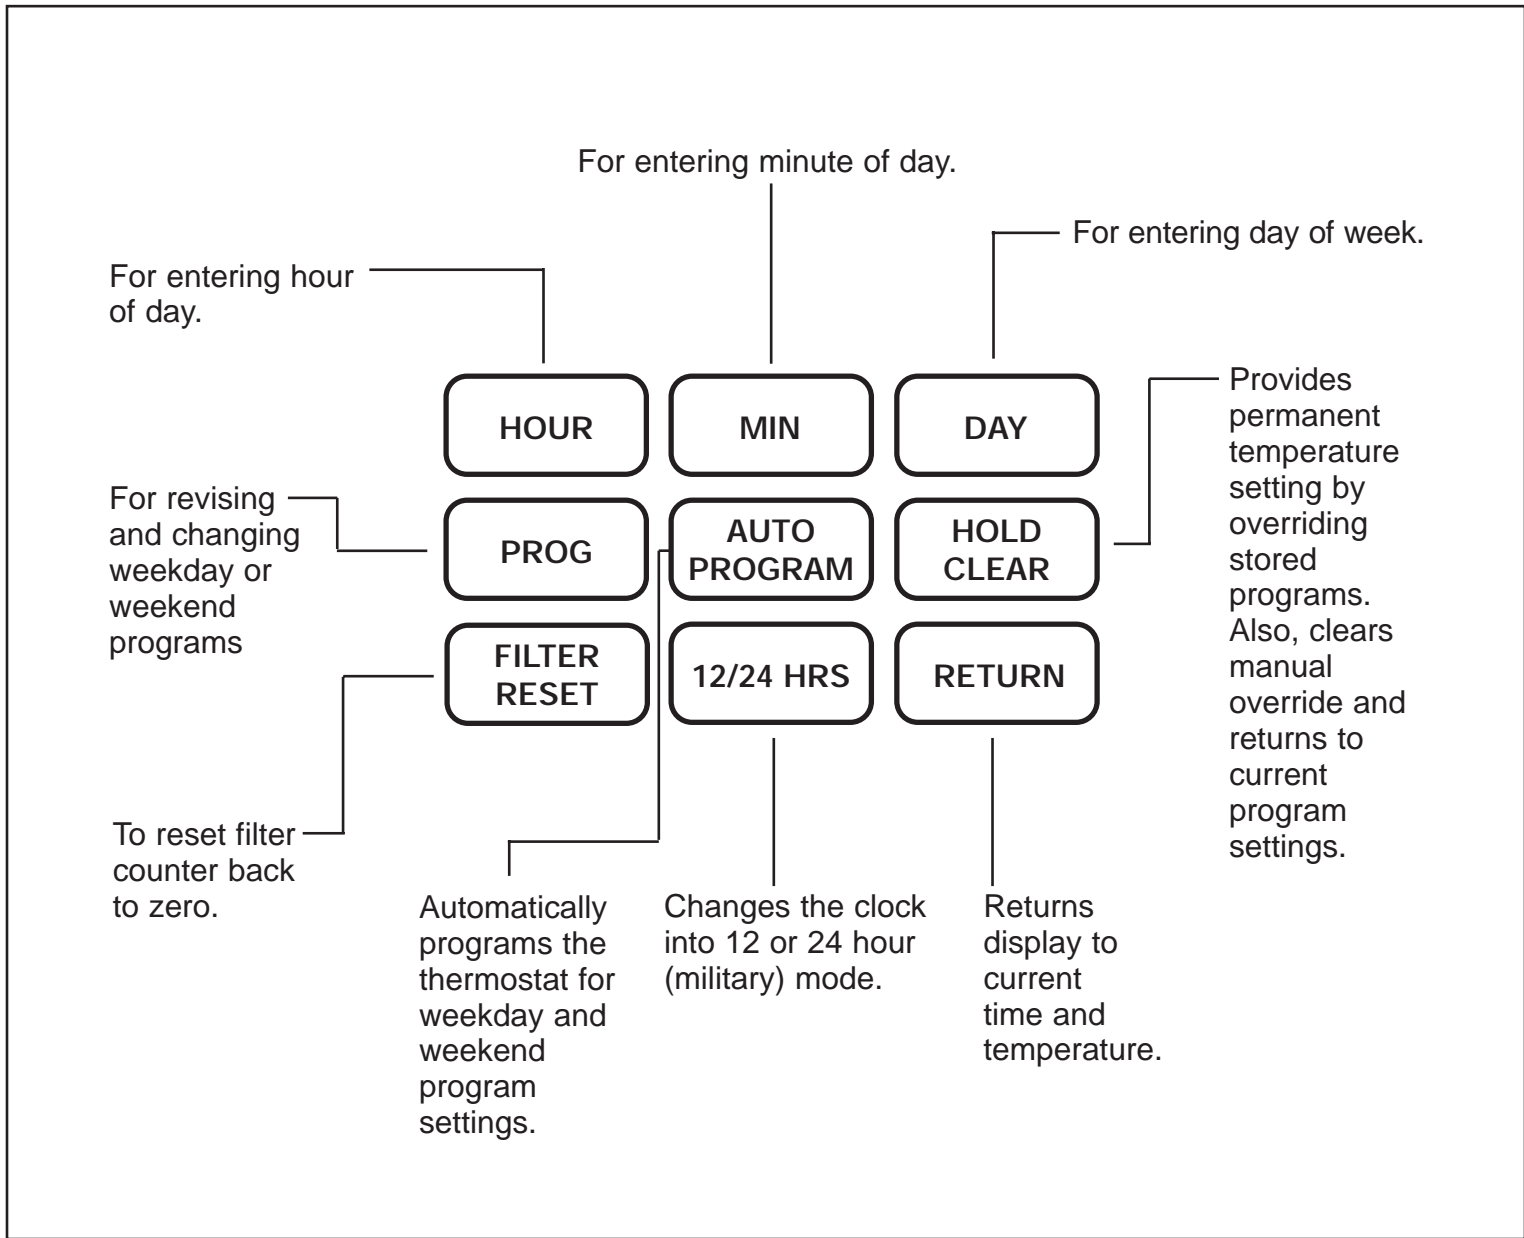 For entering minute of day.
For entering day of week.
For entering hour
of day.
Provides
permanent
temperature
setting by
overriding
stored
programs.
Also, clears
manual
override and
returns to
current
program
settings.
HOUR
MIN
DAY
For revising
and changing
weekday or
weekend
programs
PROG
AUTO
PROGRAM
HOLD
CLEAR
FILTER
RESET
12/24 HRS
RETURN
To reset filter
counter back
to zero.
Automatically
programs the
thermostat for
weekday and
weekend
program
settings.
Changes the clock
into 12 or 24 hour
(military) mode.
Returns
display to
current
time and
temperature.